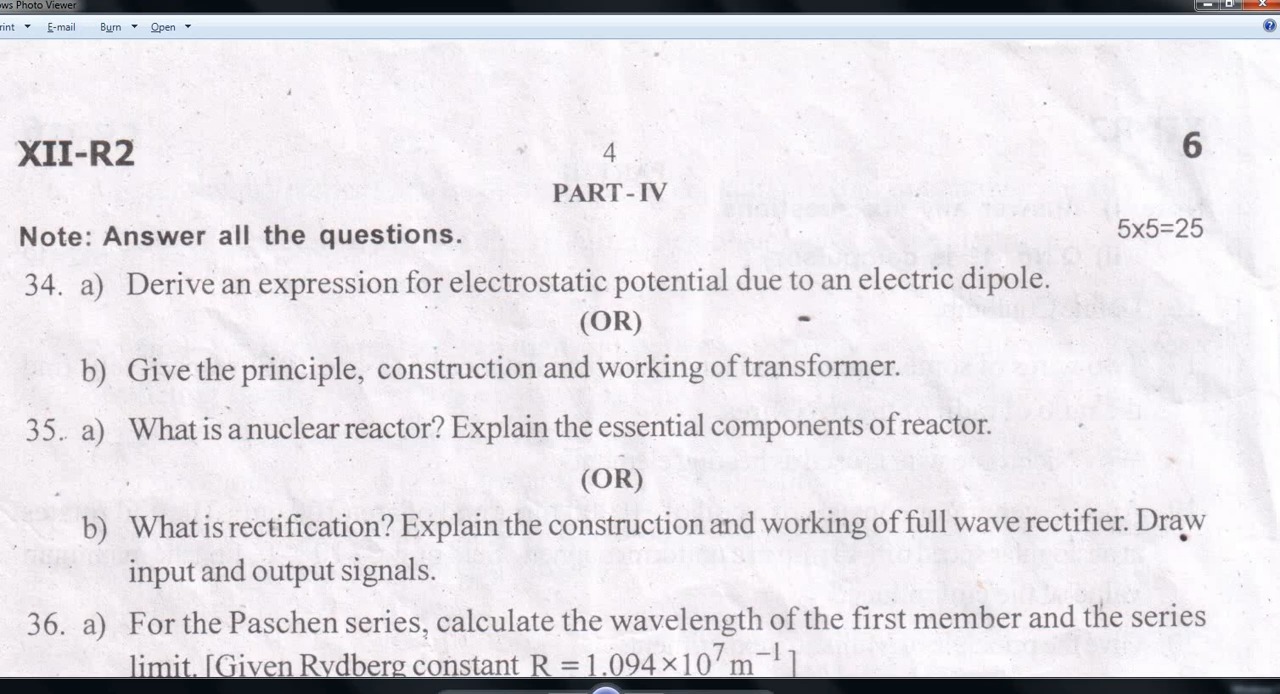 ws Photo Viewer
rint E-mail Burn Open
XII-R2 4 6
PART - IV
Note: Answer all the questions. 5x5=25
34. a) Derive an expression for electrostatic potential due to an electric dipole.
(OR)
b) Give the principle, construction and working of transformer.
35. a) What is a nuclear reactor? Explain the essential components of reactor.
(OR)
b) What is rectification? Explain the construction and working of full wave rectifier. Draw
input and output signals.
36. a) For the Paschen series, calculate the wavelength of the first member and the series
limit. [Given Rydberg constant R = 1.094×10⁷ m⁻¹]